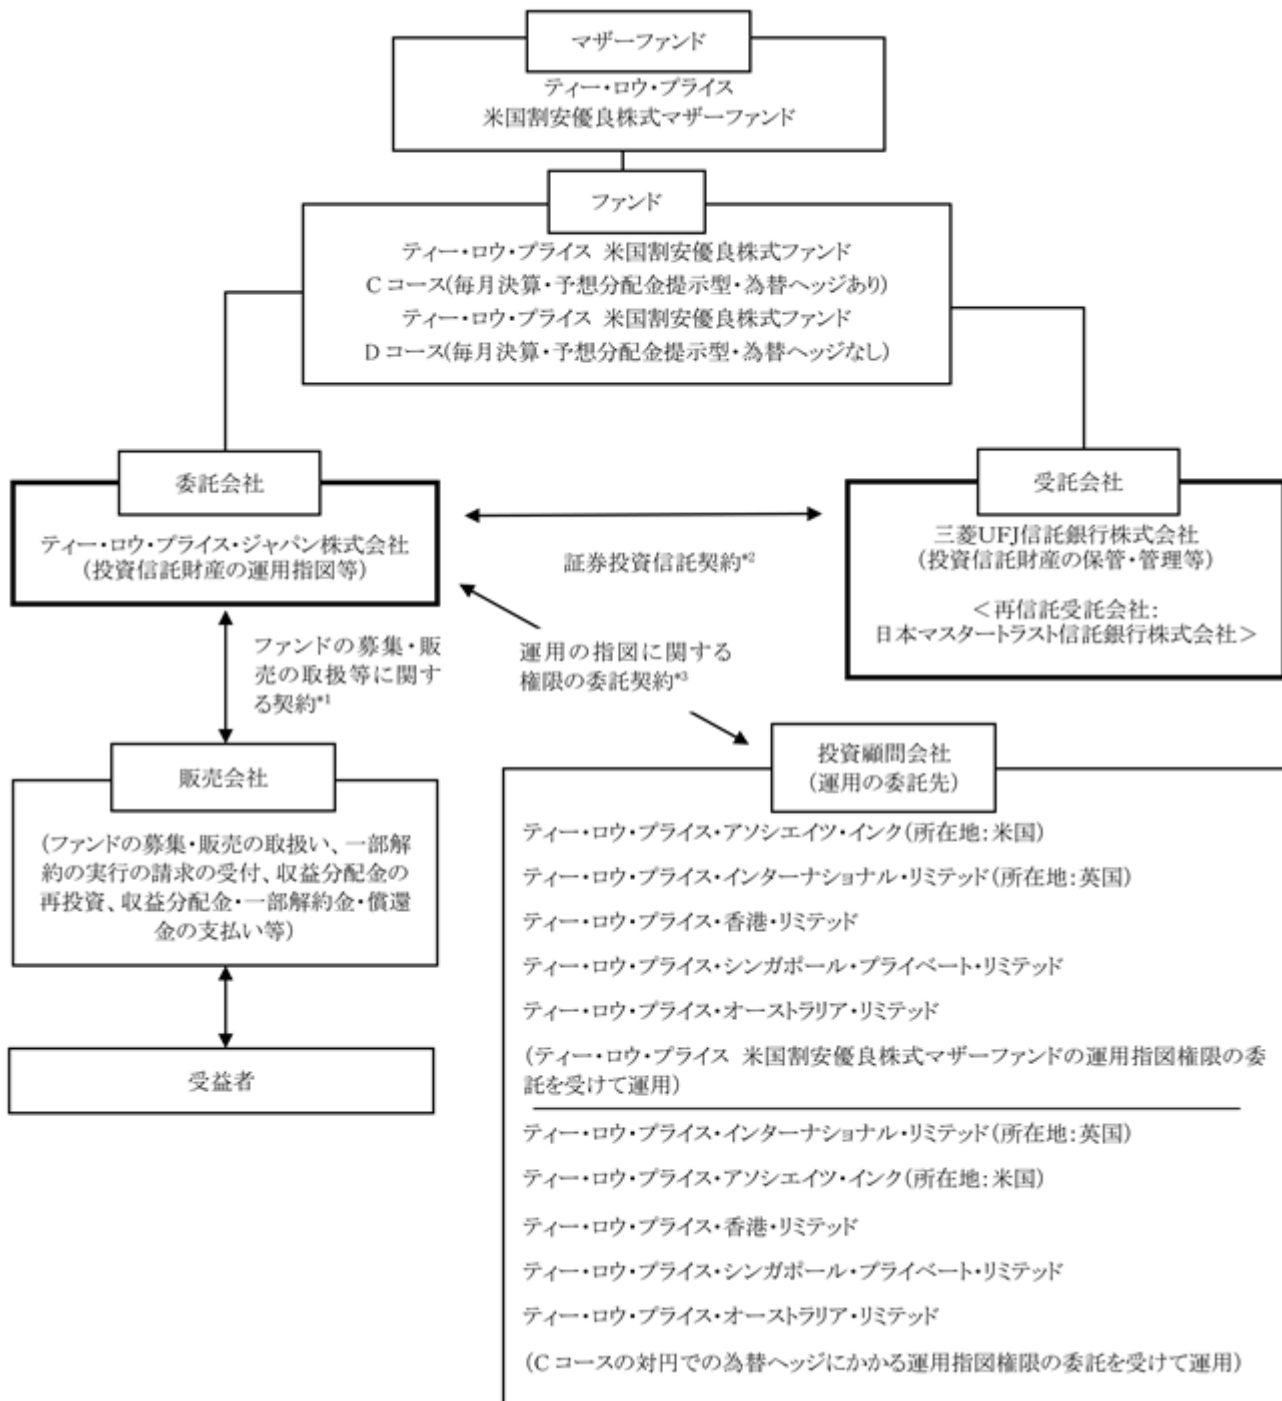 マザーファンド
ティー・ロウ・プライス
米国割安優良株式マザーファンド
ファンド
ティー・ロウ・プライス 米国割安優良株式ファンド
Cコース(毎月決算・予想分配金提示型・為替ヘッジあり)
ティー・ロウ・プライス 米国割安優良株式ファンド
Dコース(毎月決算・予想分配金提示型・為替ヘッジなし)
委託会社
ティー・ロウ・プライス・ジャパン株式会社
(投資信託財産の運用指図等)
証券投資信託契約*2
受託会社
三菱UFJ信託銀行株式会社
(投資信託財産の保管・管理等)
<再信託受託会社:
日本マスタートラスト信託銀行株式会社>
ファンドの募集・販
売の取扱等に関す
る契約*1
運用の指図に関する
権限の委託契約*3
販売会社
(ファンドの募集・販売の取扱い、一部解
約の実行の請求の受付、収益分配金の
再投資、収益分配金・一部解約金・償還
金の支払い等)
受益者
投資顧問会社
(運用の委託先)
ティー・ロウ・プライス・アソシエイツ・インク(所在地:米国)
ティー・ロウ・プライス・インターナショナル・リミテッド(所在地:英国)
ティー・ロウ・プライス・香港・リミテッド
ティー・ロウ・プライス・シンガポール・プライベート・リミテッド
ティー・ロウ・プライス・オーストラリア・リミテッド
(ティー・ロウ・プライス 米国割安優良株式マザーファンドの運用指図権限の委
託を受けて運用)
ティー・ロウ・プライス・インターナショナル・リミテッド(所在地:英国)
ティー・ロウ・プライス・アソシエイツ・インク(所在地:米国)
ティー・ロウ・プライス・香港・リミテッド
ティー・ロウ・プライス・シンガポール・プライベート・リミテッド
ティー・ロウ・プライス・オーストラリア・リミテッド
(Cコースの対円での為替ヘッジにかかる運用指図権限の委託を受けて運用)